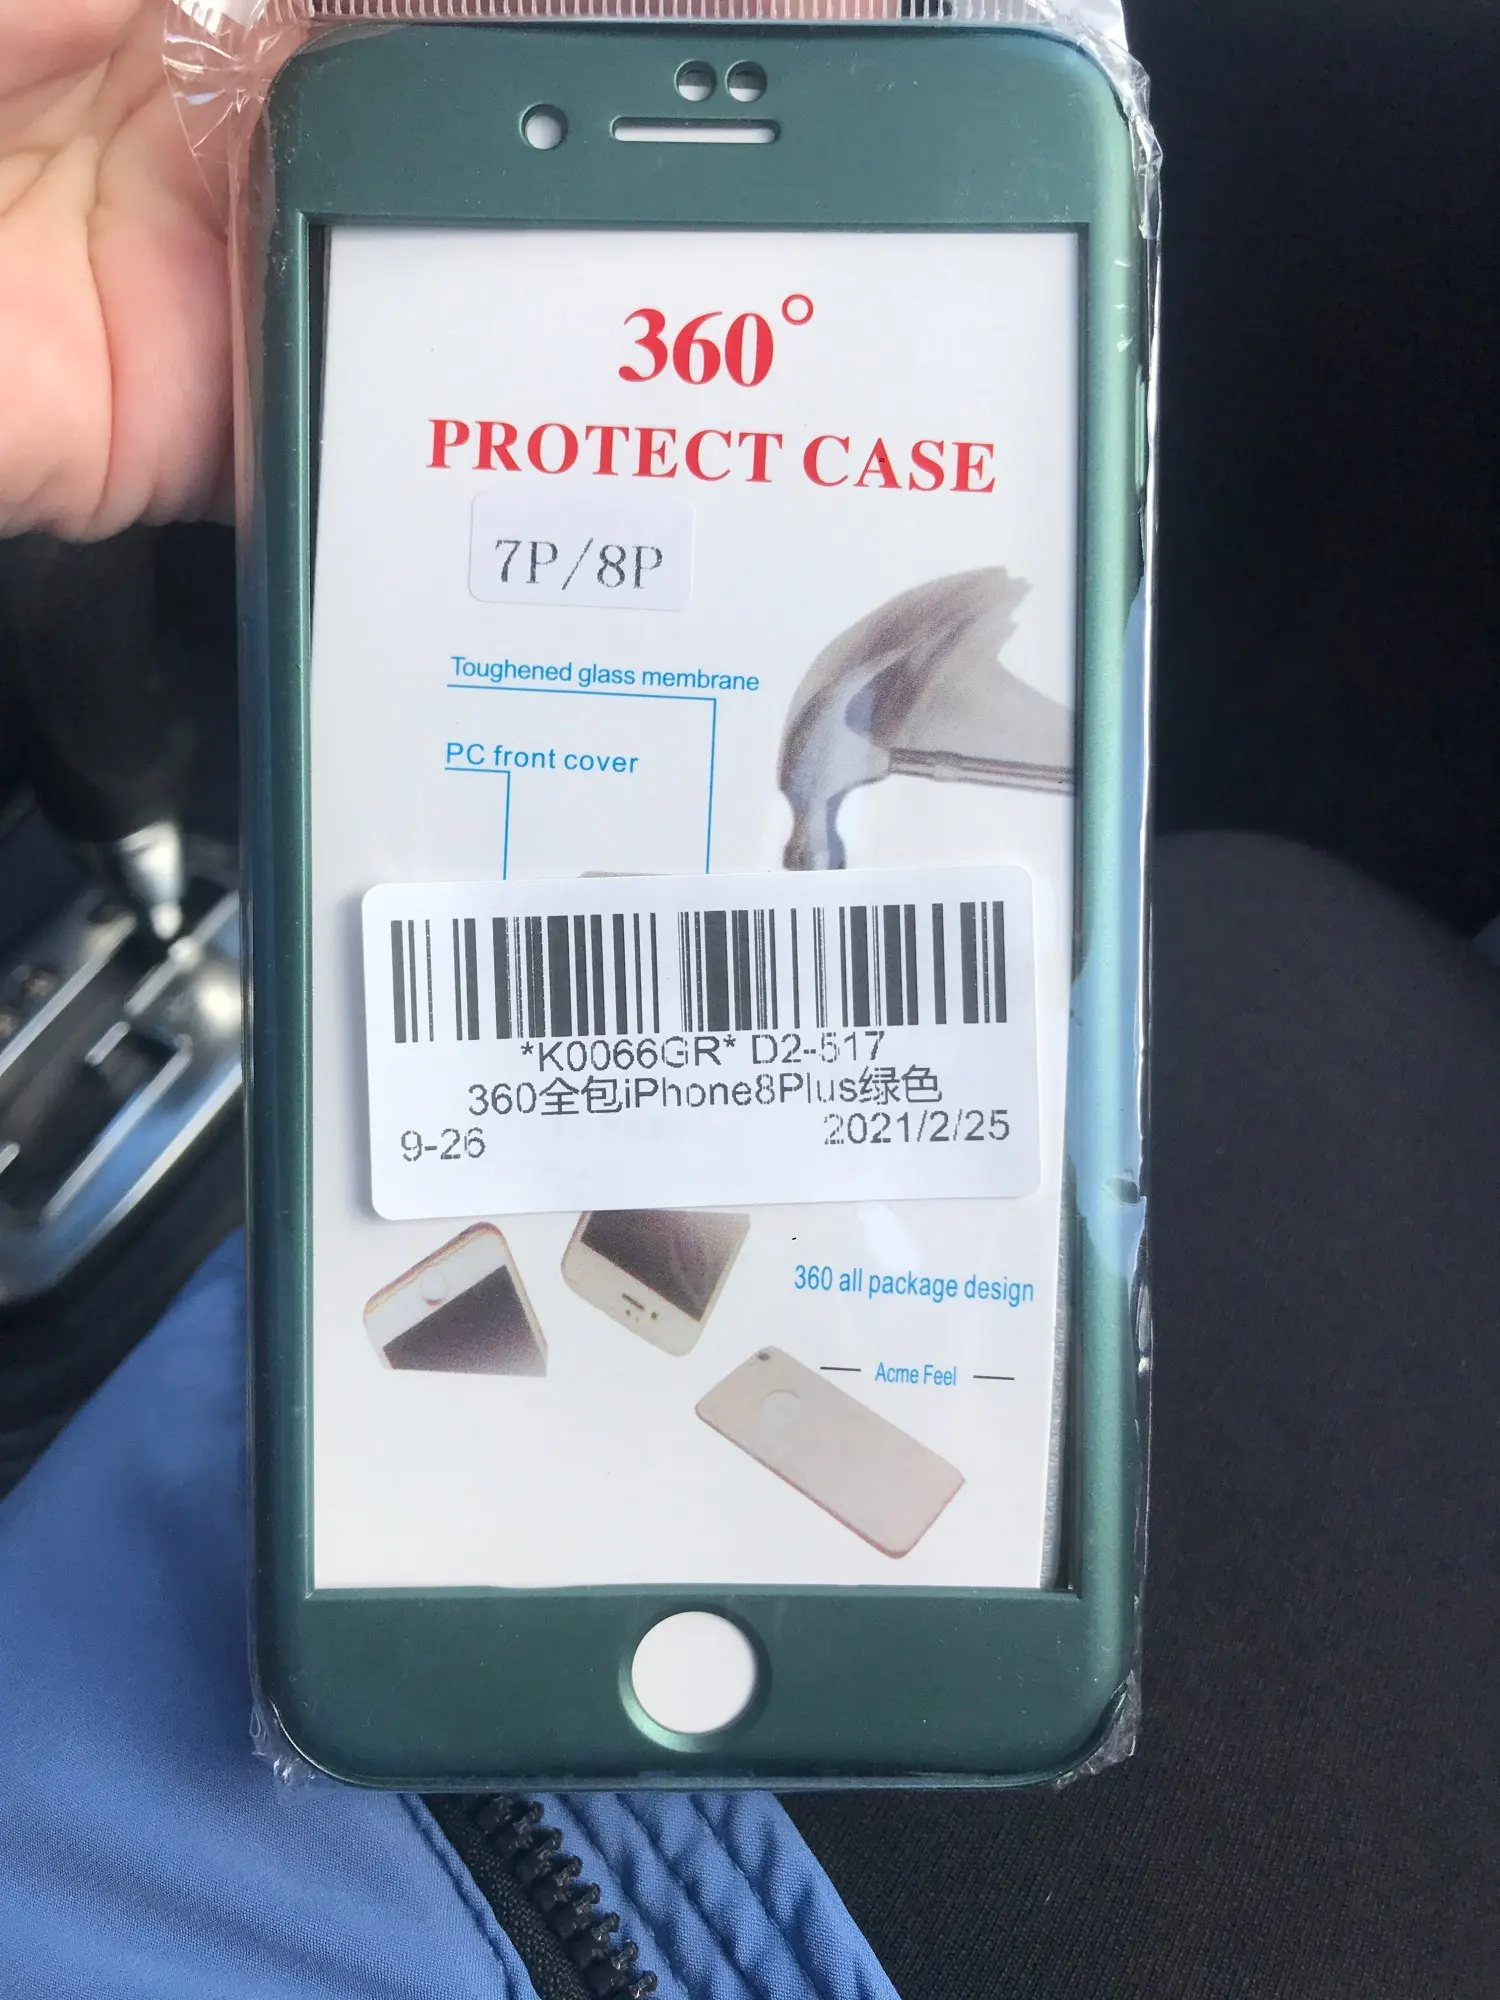 360°
PROTECT CASE
7P/8P
Toughened glass membrane
PC front cover
*K0066GR* D2-517
360全包iPhone8Plus绿色
9-26 2021/2/25
360 all package design
Acme Feel